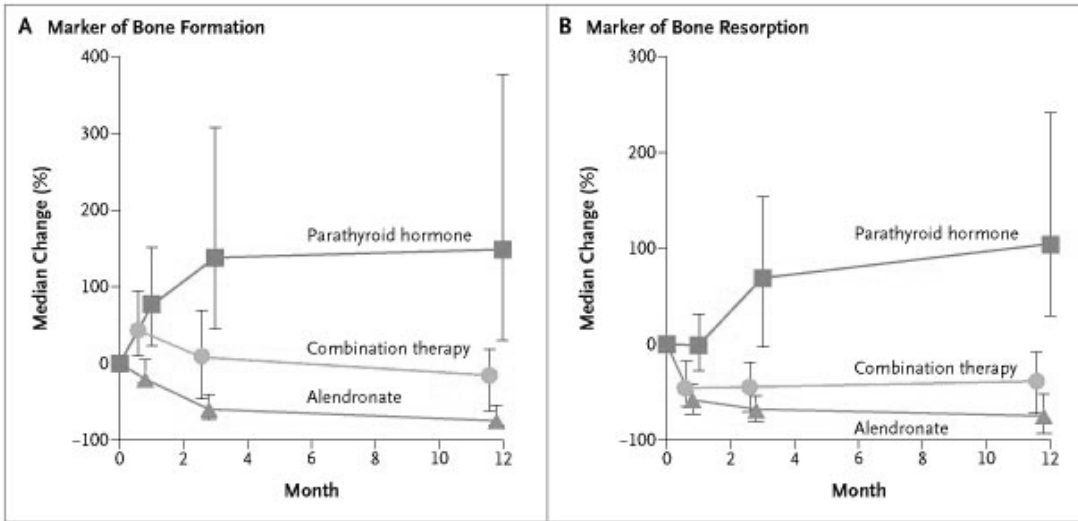 A Marker of Bone Formation
400
300
200
100
0
−100
Median Change (%)
Parathyroid hormone
Combination therapy
Alendronate
0 2 4 6 8 10 12
Month
B Marker of Bone Resorption
300
200
100
0
−100
Median Change (%)
Parathyroid hormone
Combination therapy
Alendronate
0 2 4 6 8 10 12
Month